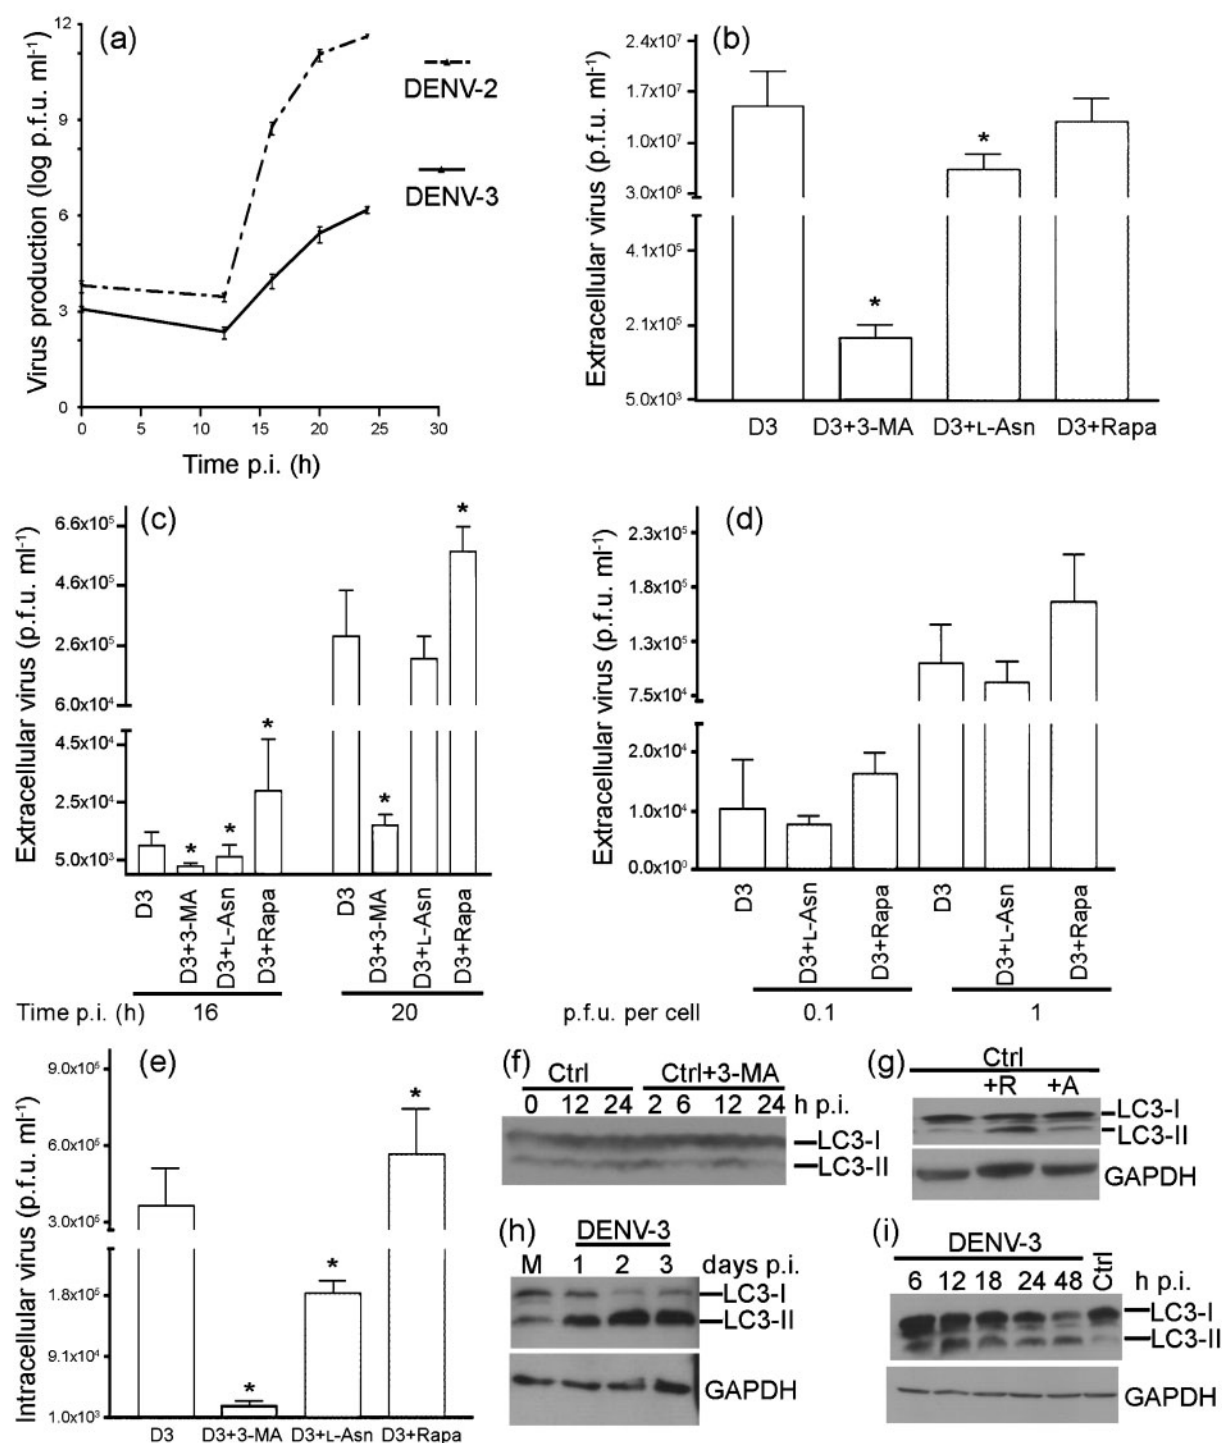 (a)
Virus production (log p.f.u. ml⁻¹)
12
9
6
3
0
0 5 10 15 20 25 30
Time p.i. (h)
DENV-2
DENV-3
(b)
Extracellular virus (p.f.u. ml⁻¹)
2.4x10⁷
1.7x10⁷
1.0x10⁷
3.0x10⁶
4.1x10⁵
2.1x10⁵
5.0x10³
*
*
D3 D3+3-MA D3+L-Asn D3+Rapa
(c)
Extracellular virus (p.f.u. ml⁻¹)
6.6x10⁵
4.6x10⁵
2.6x10⁵
6.0x10⁴
4.5x10⁴
2.5x10⁴
5.0x10³
* * * * *
D3 D3+3-MA D3+L-Asn D3+Rapa D3 D3+3-MA D3+L-Asn D3+Rapa
Time p.i. (h) 16 20
(d)
Extracellular virus (p.f.u. ml⁻¹)
2.3x10⁵
1.8x10⁵
1.3x10⁵
7.5x10⁴
2.0x10⁴
1.0x10⁴
0.0x10⁰
D3 D3+L-Asn D3+Rapa D3 D3+L-Asn D3+Rapa
p.f.u. per cell 0.1 1
(e)
Intracellular virus (p.f.u. ml⁻¹)
9.0x10⁵
6.0x10⁵
3.0x10⁵
1.8x10⁵
9.1x10⁴
1.0x10³
* * *
D3 D3+3-MA D3+L-Asn D3+Rapa
(f)
Ctrl Ctrl+3-MA
0 12 24 2 6 12 24 h p.i.
LC3-I
LC3-II
(g)
Ctrl
+R +A
LC3-I
LC3-II
GAPDH
(h)
DENV-3
M 1 2 3 days p.i.
LC3-I
LC3-II
GAPDH
(i)
DENV-3
6 12 18 24 48 Ctrl h p.i.
LC3-I
LC3-II
GAPDH